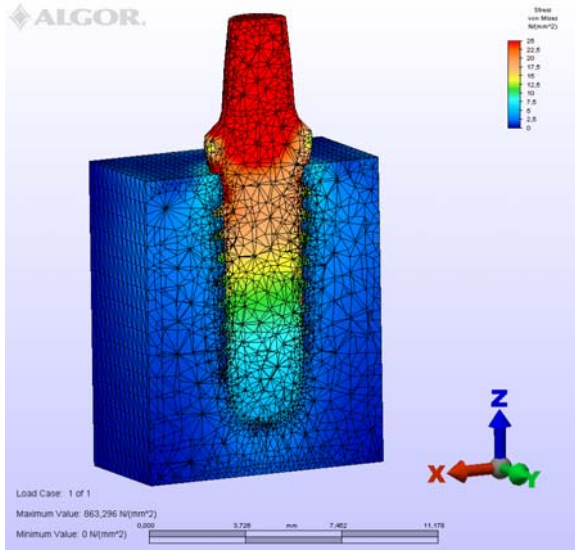 ALGOR.
Stress
von Mises
N/(mm^2)
25
22,5
20
17,5
15
12,5
10
7,5
5
2,5
0
Z
X
Y
Load Case: 1 of 1
Maximum Value: 863,296 N/(mm^2)
Minimum Value: 0 N/(mm^2)
0,000 3,726 mm 7,452 11,178